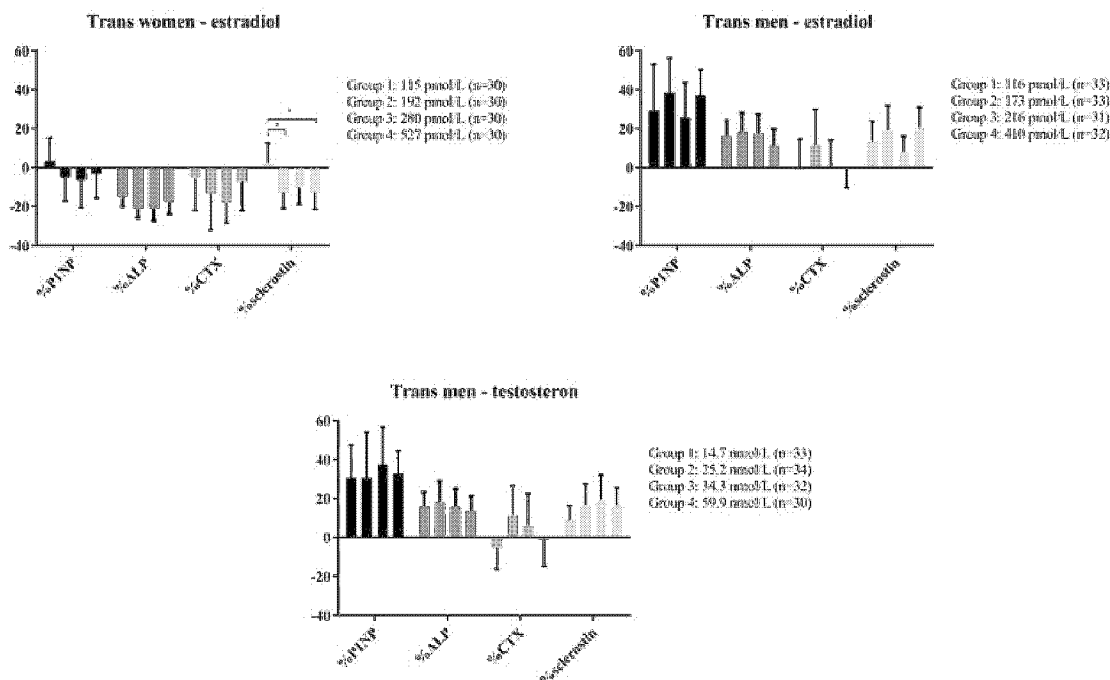 Trans women - estradiol
60
40
20
0
-20
-40
%P1NP
%ALP
%CTX
%sclerostin
Group 1: 115 pmol/L (n=30)
Group 2: 192 pmol/L (n=30)
Group 3: 280 pmol/L (n=30)
Group 4: 527 pmol/L (n=30)
Trans men - estradiol
60
40
20
0
-20
-40
%P1NP
%ALP
%CTX
%sclerostin
Group 1: 116 pmol/L (n=33)
Group 2: 173 pmol/L (n=33)
Group 3: 216 pmol/L (n=31)
Group 4: 410 pmol/L (n=32)
Trans men - testosteron
60
40
20
0
-20
-40
%P1NP
%ALP
%CTX
%sclerostin
Group 1: 14.7 nmol/L (n=33)
Group 2: 25.2 nmol/L (n=34)
Group 3: 34.3 nmol/L (n=32)
Group 4: 59.9 nmol/L (n=30)